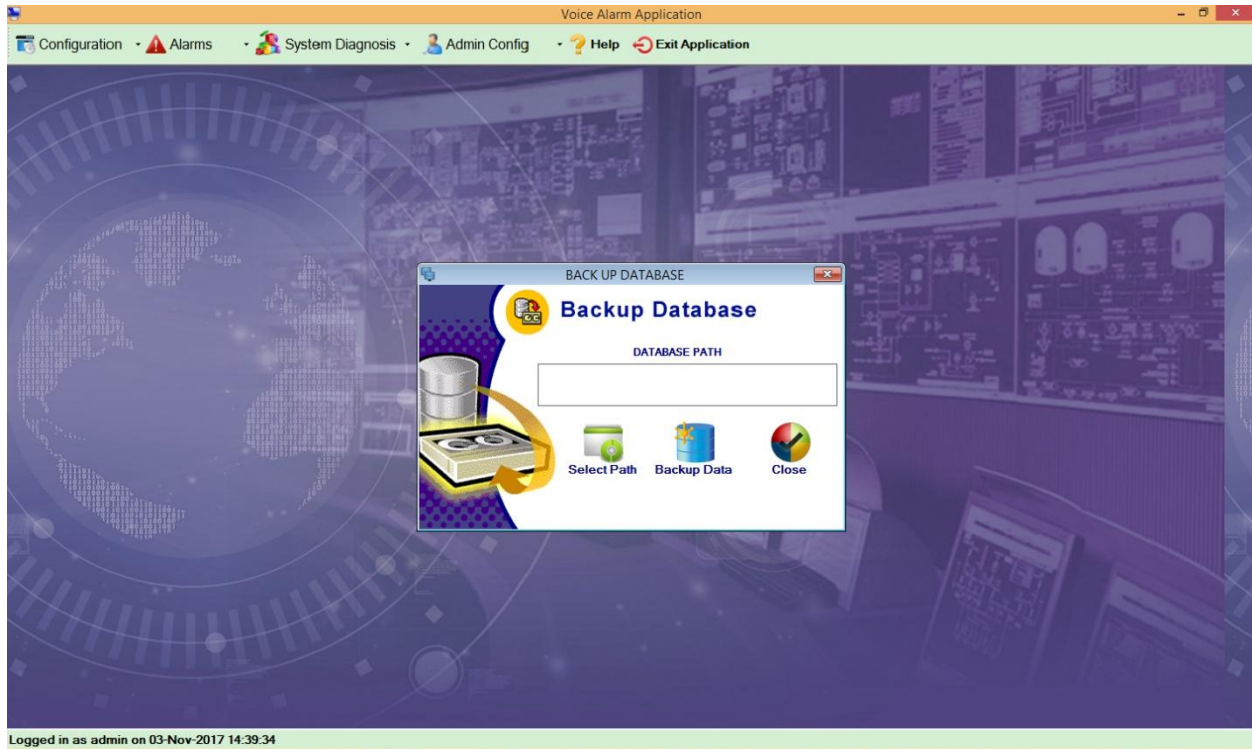 Voice Alarm Application
Configuration Alarms System Diagnosis Admin Config Help Exit Application
BACK UP DATABASE
Backup Database
DATABASE PATH
Select Path Backup Data Close
Logged in as admin on 03-Nov-2017 14:39:34